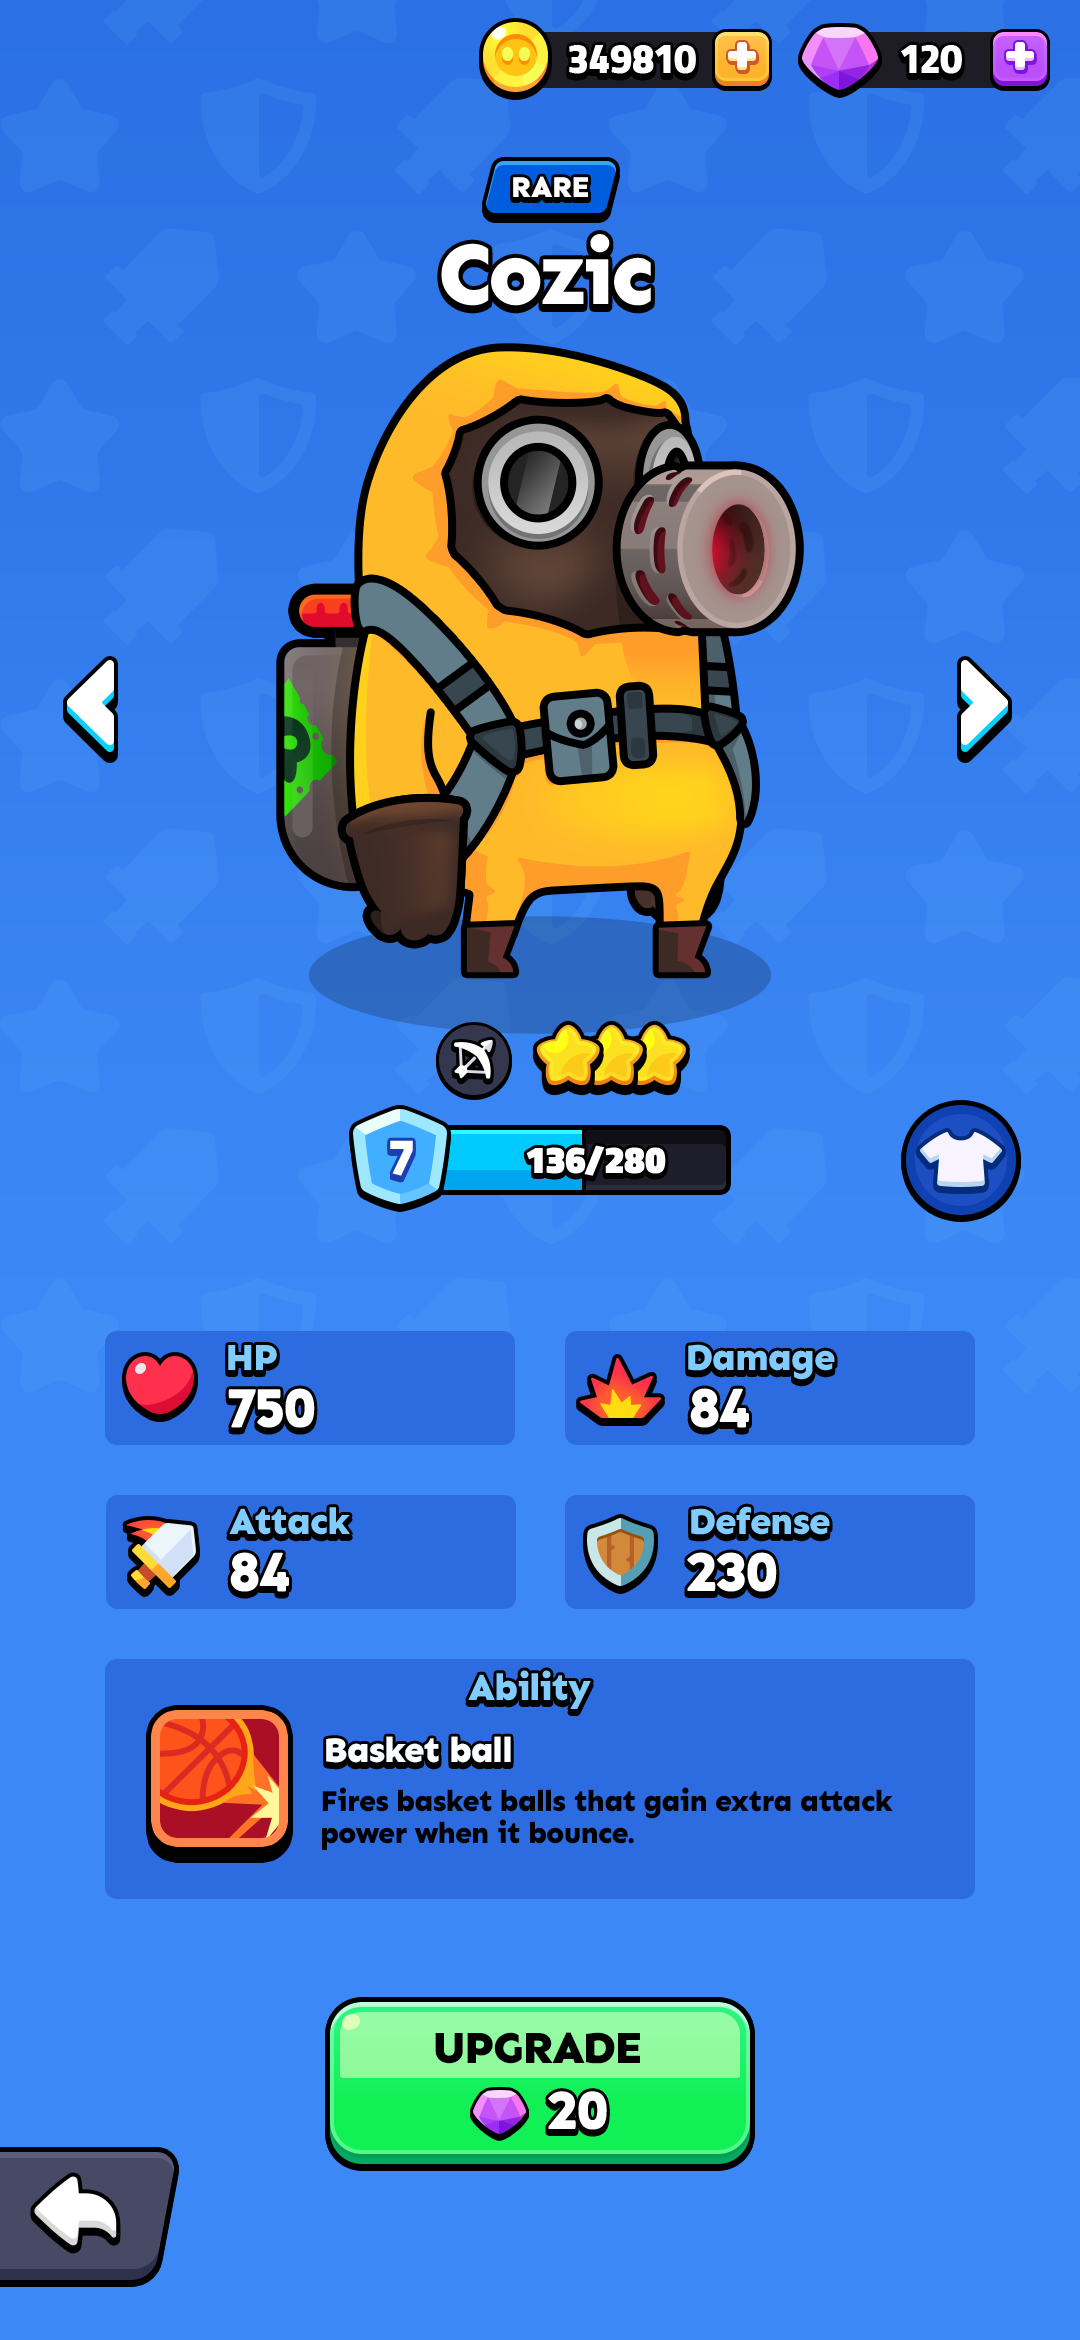 349810
120
RARE
Cozic
P
7
136/280
HP
750
Damage
84
Attack
84
Defense
230
Ability
Basket ball
Fires basket balls that gain extra attack
power when it bounce.
UPGRADE
20